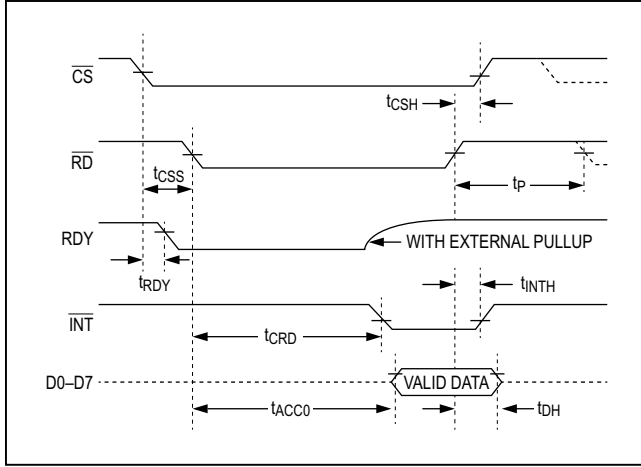 CS
tCSH
RD
tCSS
tP
RDY
WITH EXTERNAL PULLUP
tRDY
tINTH
INT
tCRD
D0–D7
VALID DATA
tACC0
tDH